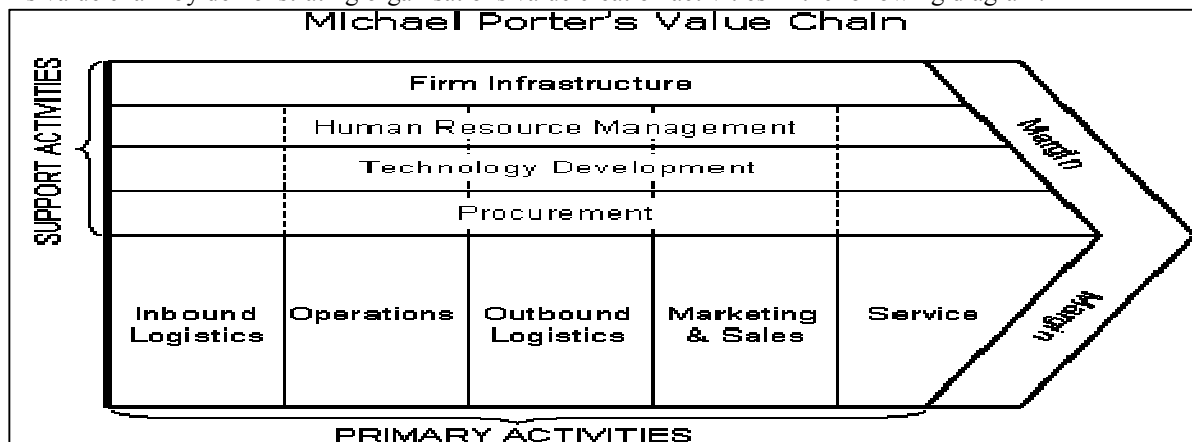 Michael Porter's Value Chain
SUPPORT ACTIVITIES
Firm Infrastructure
Human Resource Management
Technology Development
Procurement
Margin
Inbound
Logistics
Operations
Outbound
Logistics
Marketing
& Sales
Service
Margin
PRIMARY ACTIVITIES